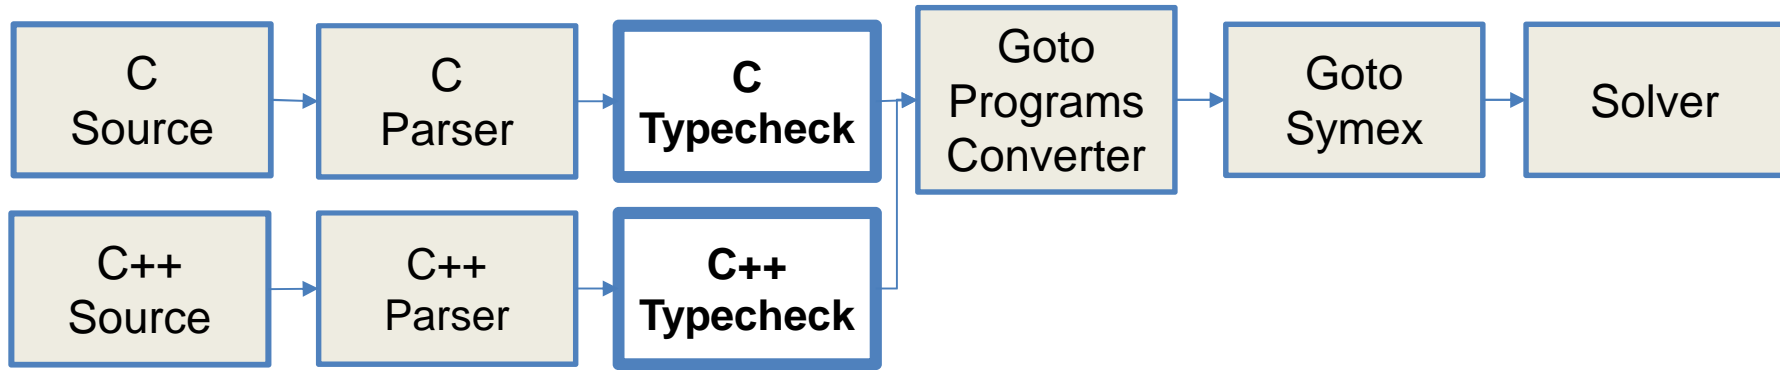 C
Source
C
Parser
C
Typecheck
Goto
Programs
Converter
Goto
Symex
Solver
C++
Source
C++
Parser
C++
Typecheck